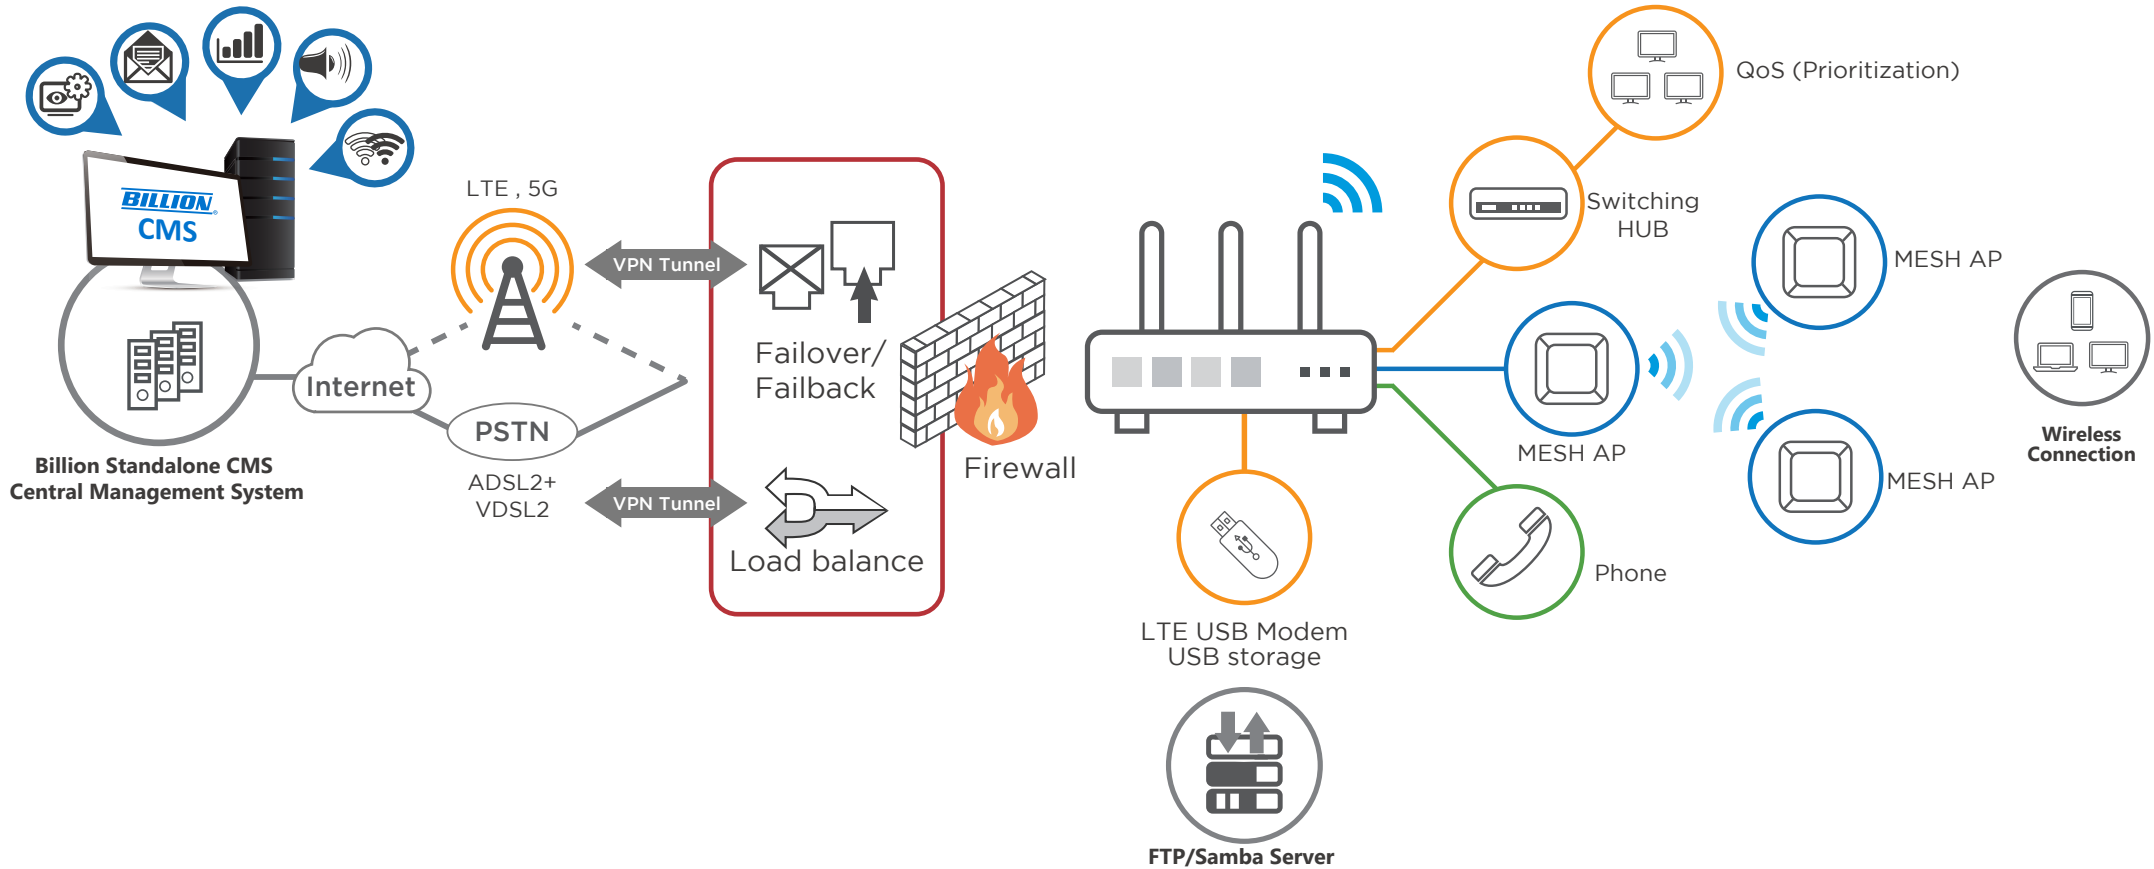 BILLION®
CMS
Billion Standalone CMS
Central Management System
Internet
LTE , 5G
PSTN
ADSL2+
VDSL2
VPN Tunnel
VPN Tunnel
Failover/
Failback
Load balance
Firewall
LTE USB Modem
USB storage
FTP/Samba Server
QoS (Prioritization)
Switching
HUB
MESH AP
MESH AP
MESH AP
Phone
Wireless
Connection